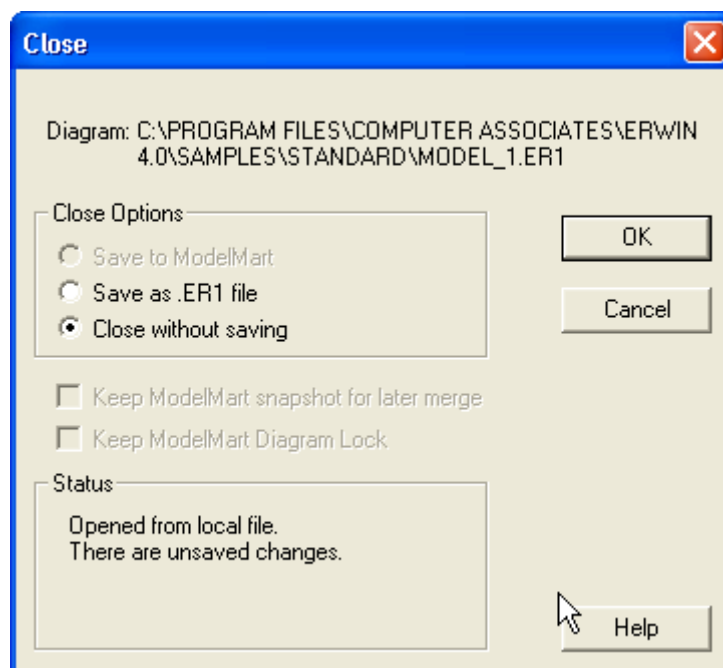 Close
Diagram: C:\PROGRAM FILES\COMPUTER ASSOCIATES\ERWIN
4.0\SAMPLES\STANDARD\MODEL_1.ER1
Close Options
Save to ModelMart
Save as .ER1 file
Close without saving
OK
Cancel
Keep ModelMart snapshot for later merge
Keep ModelMart Diagram Lock
Status
Opened from local file.
There are unsaved changes.
Help